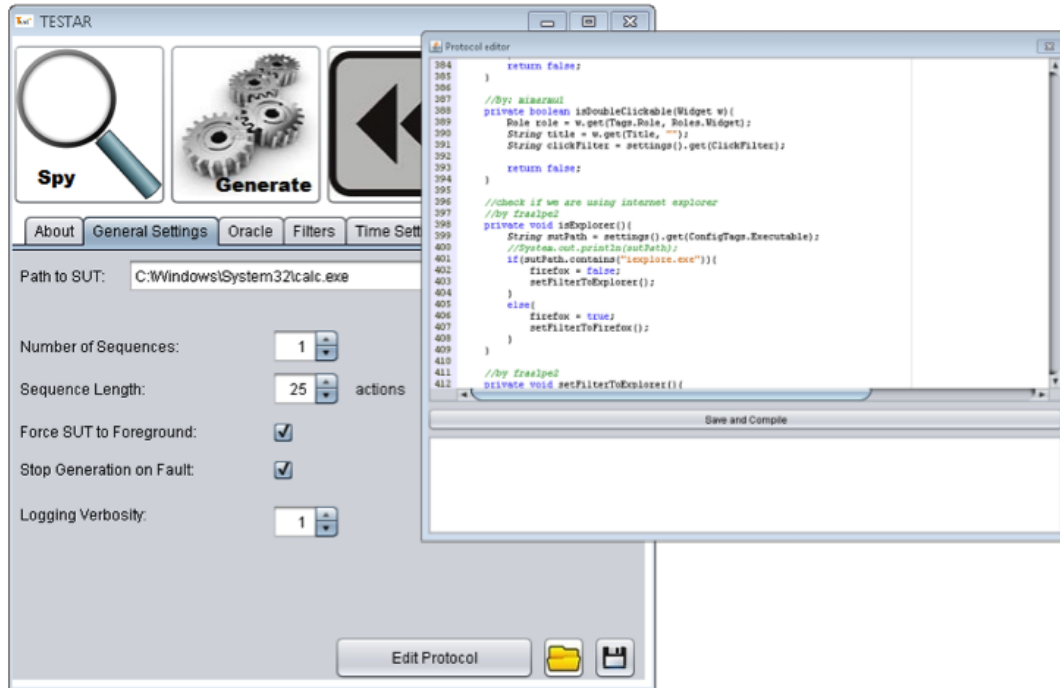 TESTAR
Spy
Generate
About
General Settings
Oracle
Filters
Time Sett
Path to SUT:
C:\Windows\System32\calc.exe
Number of Sequences:
1
Sequence Length:
25
actions
Force SUT to Foreground:
Stop Generation on Fault:
Logging Verbosity:
1
Edit Protocol
Protocol editor
384 return false;
385 }
386
387 //by: mimarmu1
388 private boolean isDoubleClickable(Widget w){
389 Role role = w.get(Tags.Role, Roles.Widget);
390 String title = w.get(Title, "");
391 String clickFilter = settings().get(ClickFilter);
392
393 return false;
394 }
395
396 //check if we are using internet explorer
397 //by fraalpe2
398 private void isExplorer(){
399 String sutPath = settings().get(ConfigTags.Executable);
400 //System.out.println(sutPath);
401 if(sutPath.contains("iexplore.exe")){
402 firefox = false;
403 setFilterToExplorer();
404 }
405 else{
406 firefox = true;
407 setFilterToFirefox();
408 }
409 }
410
411 //by fraalpe2
412 private void setFilterToExplorer(){
Save and Compile